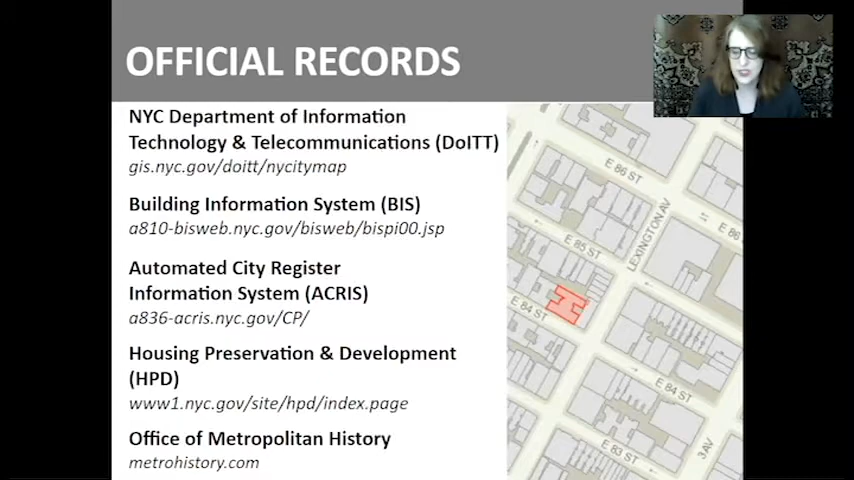 OFFICIAL RECORDS
NYC Department of Information
Technology & Telecommunications (DoITT)
gis.nyc.gov/doitt/nycitymap
Building Information System (BIS)
a810-bisweb.nyc.gov/bisweb/bispi00.jsp
Automated City Register
Information System (ACRIS)
a836-acris.nyc.gov/CP/
Housing Preservation & Development
(HPD)
www1.nyc.gov/site/hpd/index.page
Office of Metropolitan History
metrohistory.com
E 86 ST
LEXINGTON AV
E 86
E 85 ST
E 84 ST
E 84 ST
E 83 ST
3 AV